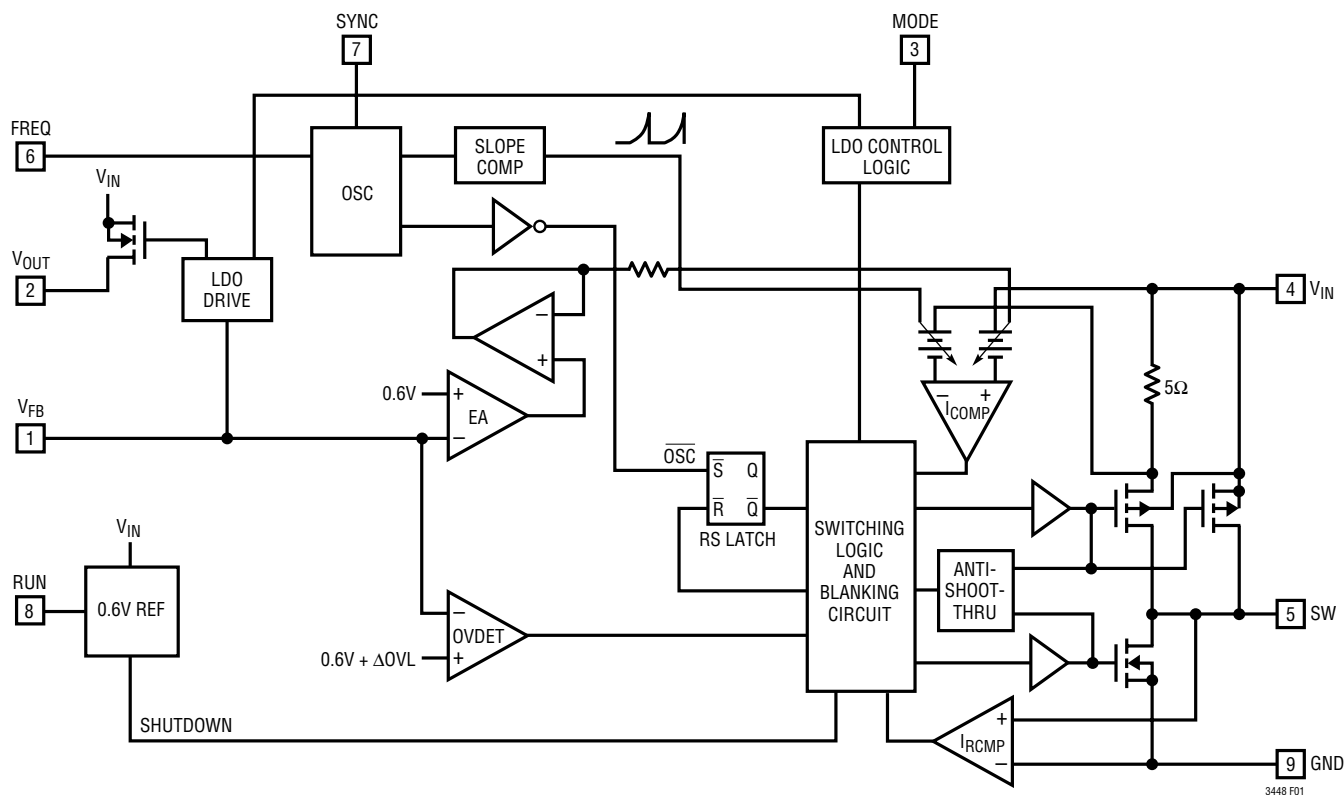 SYNC
7
MODE
3
FREQ
6
OSC
SLOPE
COMP
LDO CONTROL
LOGIC
VIN
VOUT
2
LDO
DRIVE
4
VIN
−
+
5Ω
− +
ICOMP
0.6V
+
EA
−
VFB
1
O̅S̅C̅
S̅ Q
R̅ Q̅
RS LATCH
SWITCHING
LOGIC
AND
BLANKING
CIRCUIT
ANTI-
SHOOT-
THRU
VIN
RUN
8
0.6V REF
5
SW
−
OVDET
+
0.6V + ΔOVL
SHUTDOWN
+
IRCMP
−
9
GND
3448 F01